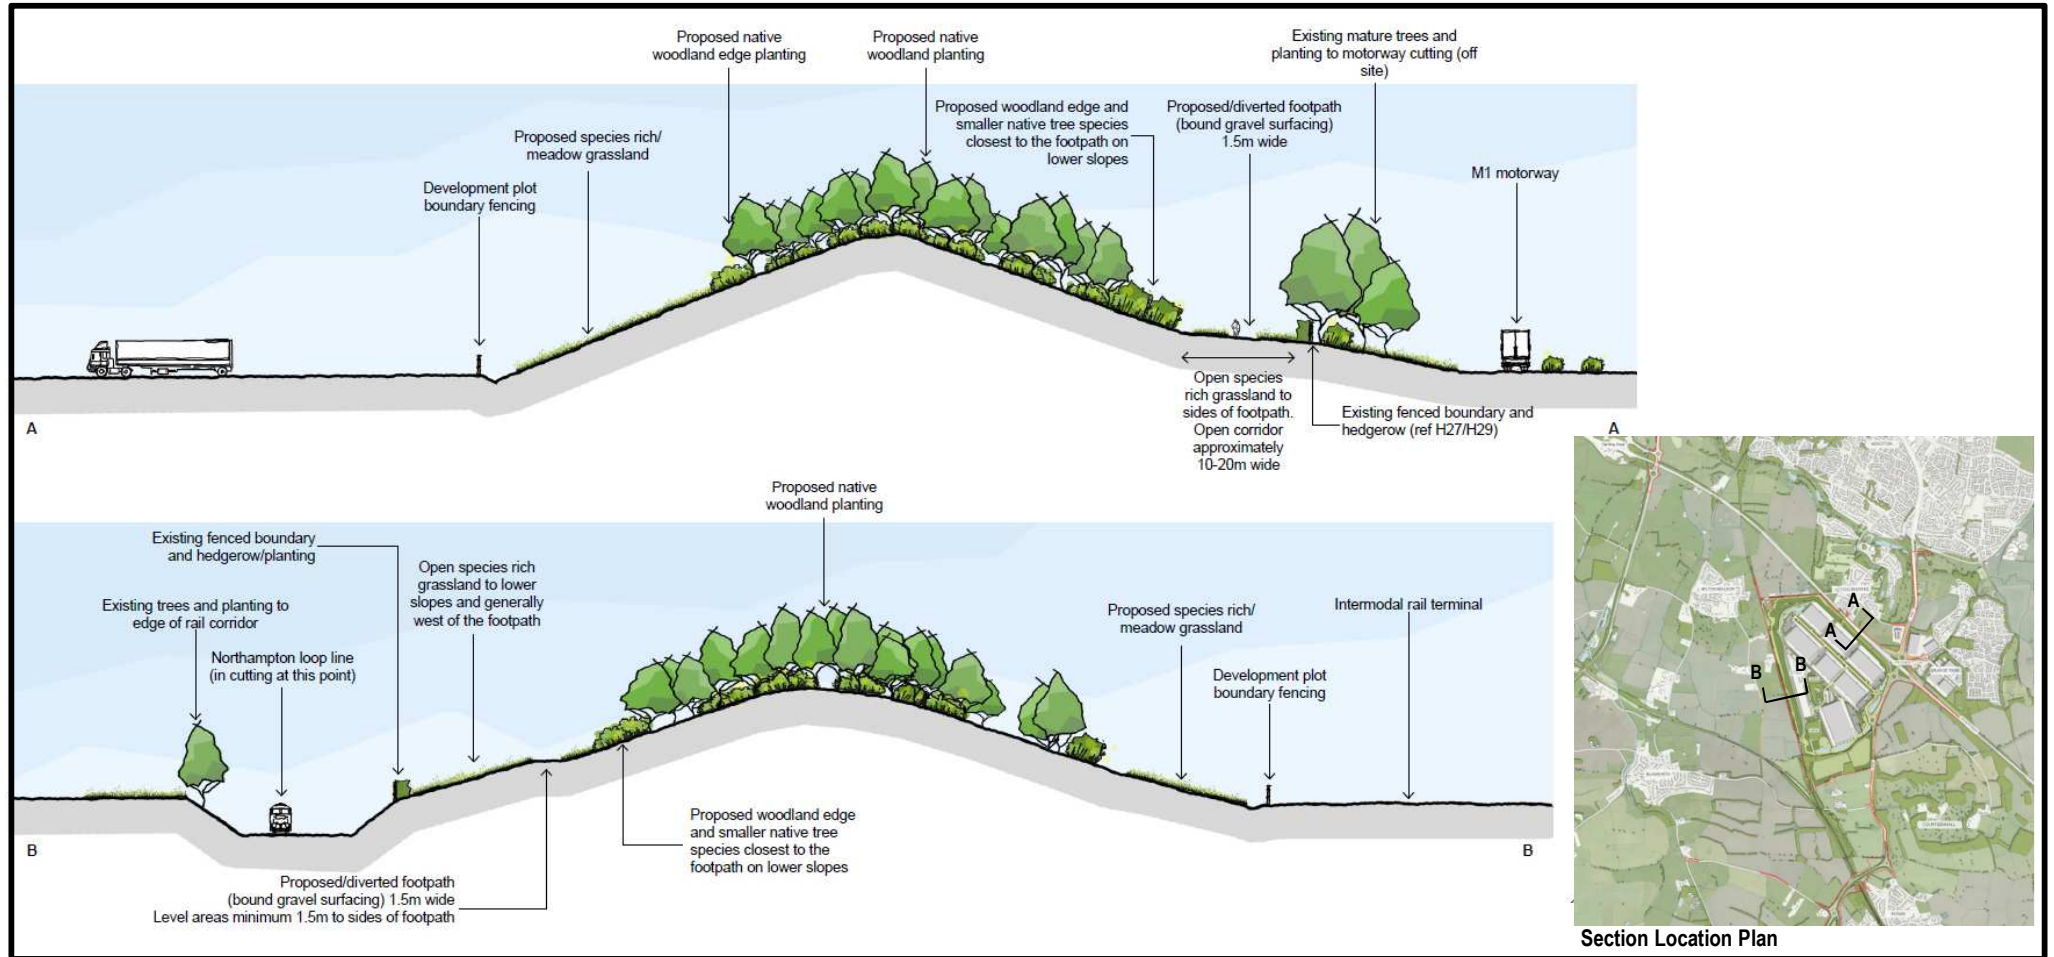 Proposed native
woodland edge planting
Proposed native
woodland planting
Existing mature trees and
planting to motorway cutting (off
site)
Proposed species rich/
meadow grassland
Proposed woodland edge and
smaller native tree species
closest to the footpath on
lower slopes
Proposed/diverted footpath
(bound gravel surfacing)
1.5m wide
M1 motorway
Development plot
boundary fencing
Open species
rich grassland to
sides of footpath.
Open corridor
approximately
10-20m wide
Existing fenced boundary and
hedgerow (ref H27/H29)
A
A
Proposed native
woodland planting
Existing fenced boundary
and hedgerow/planting
Open species rich
grassland to lower
slopes and generally
west of the footpath
Existing trees and planting to
edge of rail corridor
Northampton loop line
(in cutting at this point)
Proposed species rich/
meadow grassland
Intermodal rail terminal
Development plot
boundary fencing
B
B
Proposed woodland edge
and smaller native tree
species closest to the
footpath on lower slopes
Proposed/diverted footpath
(bound gravel surfacing) 1.5m wide
Level areas minimum 1.5m to sides of footpath
A
A
B
B
Section Location Plan